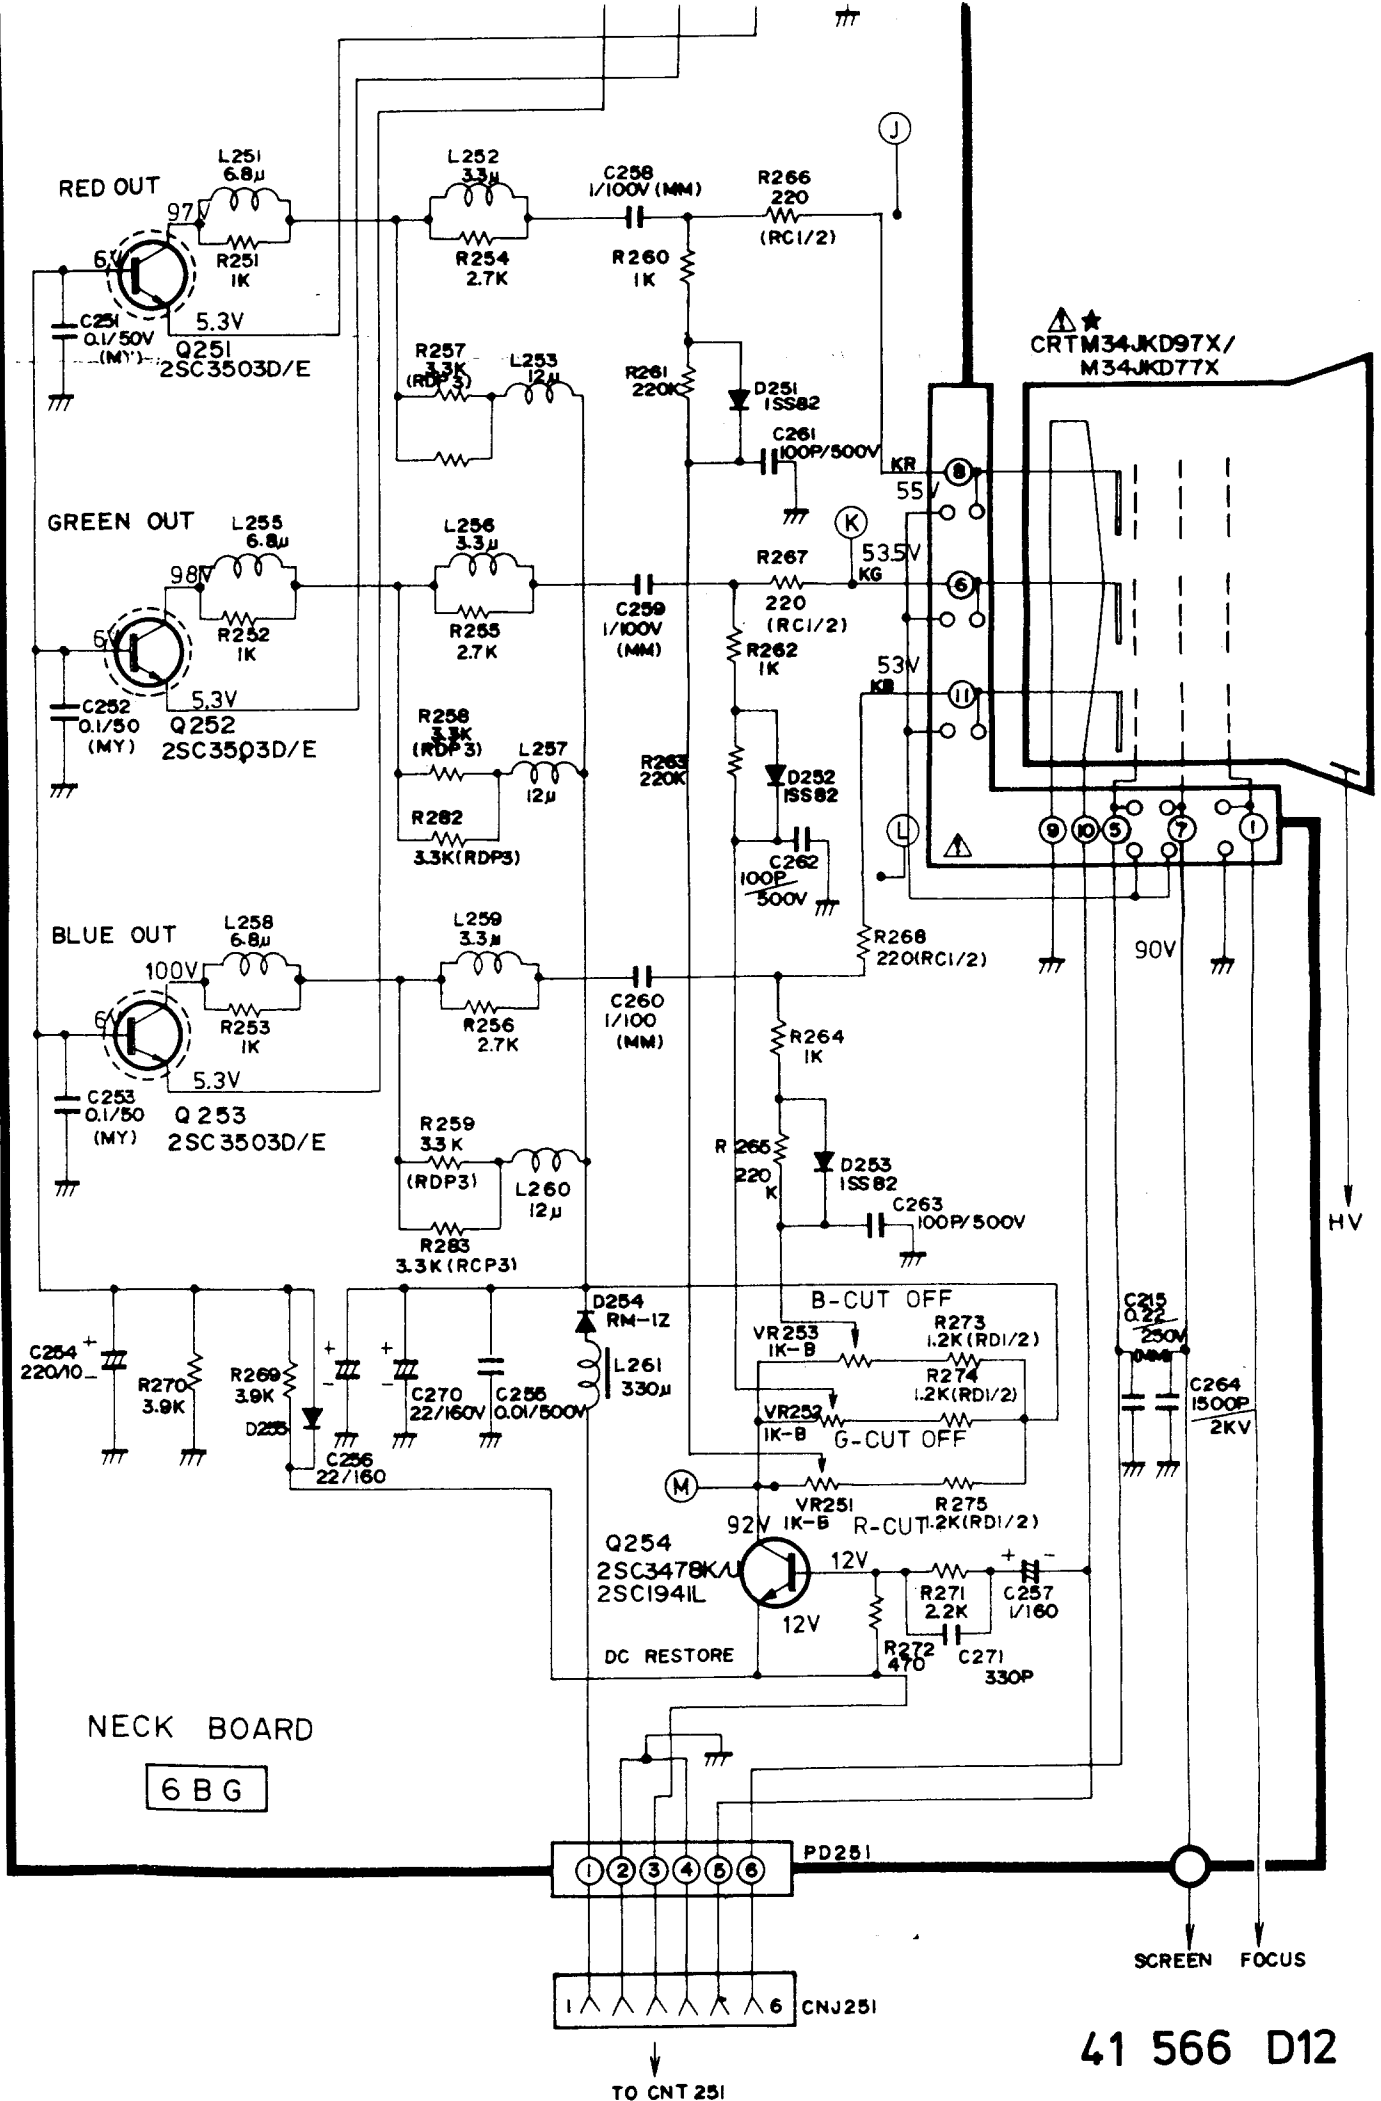 J
RED OUT
97V
L251
6.8μ
R251
1K
6V
C251
0.1/50V
(MY)
5.3V
Q251
2SC3503D/E
L252
3.3μ
R254
2.7K
C258
1/100V(MM)
R266
220
(RC1/2)
R260
1K
R257
3.3K
(RDP3)
L253
12μ
R261
220K
D251
1SS82
C261
100P/500V
CRTM34JKD97X/
M34JKD77X
KR
8
55V
GREEN OUT
98V
L255
6.8μ
R252
1K
6V
C252
0.1/50
(MY)
5.3V
Q252
2SC3503D/E
L256
3.3μ
R255
2.7K
C259
1/100V
(MM)
R267
220
(RC1/2)
K
53.5V
KG
6
R262
1K
53V
KB
11
R258
3.3K
(RDP3)
L257
12μ
R282
3.3K(RDP3)
R263
220K
D252
1SS82
C262
100P
/500V
L
9
10
5
7
1
BLUE OUT
100V
L258
6.8μ
R253
1K
6V
C253
0.1/50
(MY)
5.3V
Q253
2SC3503D/E
L259
3.3μ
R256
2.7K
C260
1/100
(MM)
R268
220(RC1/2)
90V
R264
1K
R259
3.3K
(RDP3)
L260
12μ
R283
3.3K(RCP3)
R265
220
K
D253
1SS82
C263
100P/500V
HV
C254
220/10
+
-
R270
3.9K
R269
3.9K
D255
+
-
C256
22/160
+
-
C270
22/160V
C255
0.01/500V
D254
RM-1Z
L261
330μ
B-CUT OFF
VR253
1K-B
R273
1.2K(RD1/2)
R274
1.2K(RD1/2)
VR252
1K-B
G-CUT OFF
M
VR251
1K-B
R-CUT
R275
1.2K(RD1/2)
C215
0.22
/250V
(MM)
C264
1500P
/2KV
92V
Q254
2SC3478K/U
2SC1941L
12V
12V
R271
2.2K
+
-
C257
1/160
R272
470
C271
330P
DC RESTORE
NECK BOARD
6BG
1
2
3
4
5
6
PD251
SCREEN
FOCUS
1
6
CNJ251
TO CNT 251
41 566 D12